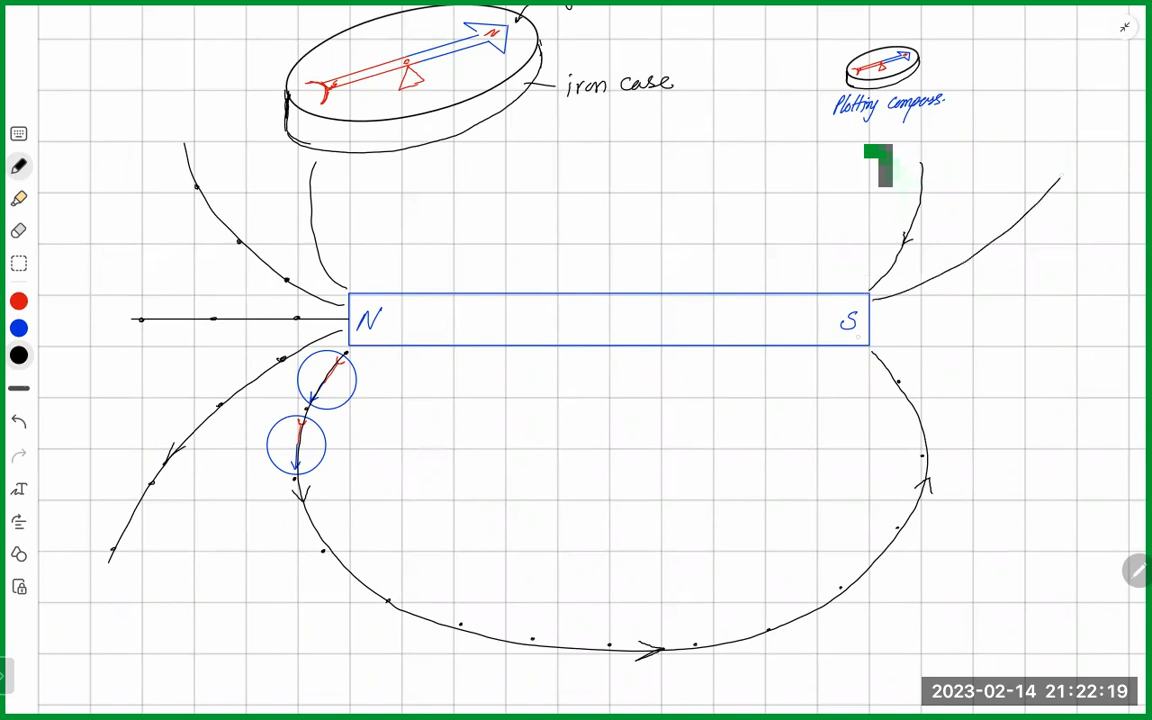 N
iron case
Plotting compass.
N
S
2023-02-14 21:22:19